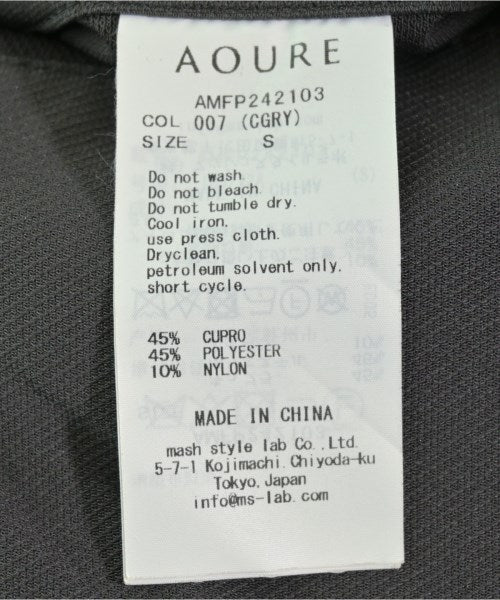 AOURE
AMFP242103
COL 007 (CGRY)
SIZE S
Do not wash.
Do not bleach.
Do not tumble dry.
Cool iron.
use press cloth.
Dryclean.
petroleum solvent only.
short cycle.
45% CUPRO
45% POLYESTER
10% NYLON
MADE IN CHINA
mash style lab Co.,Ltd.
5-7-1 Kojimachi.Chiyoda-ku
Tokyo,Japan
info@ms-lab.com